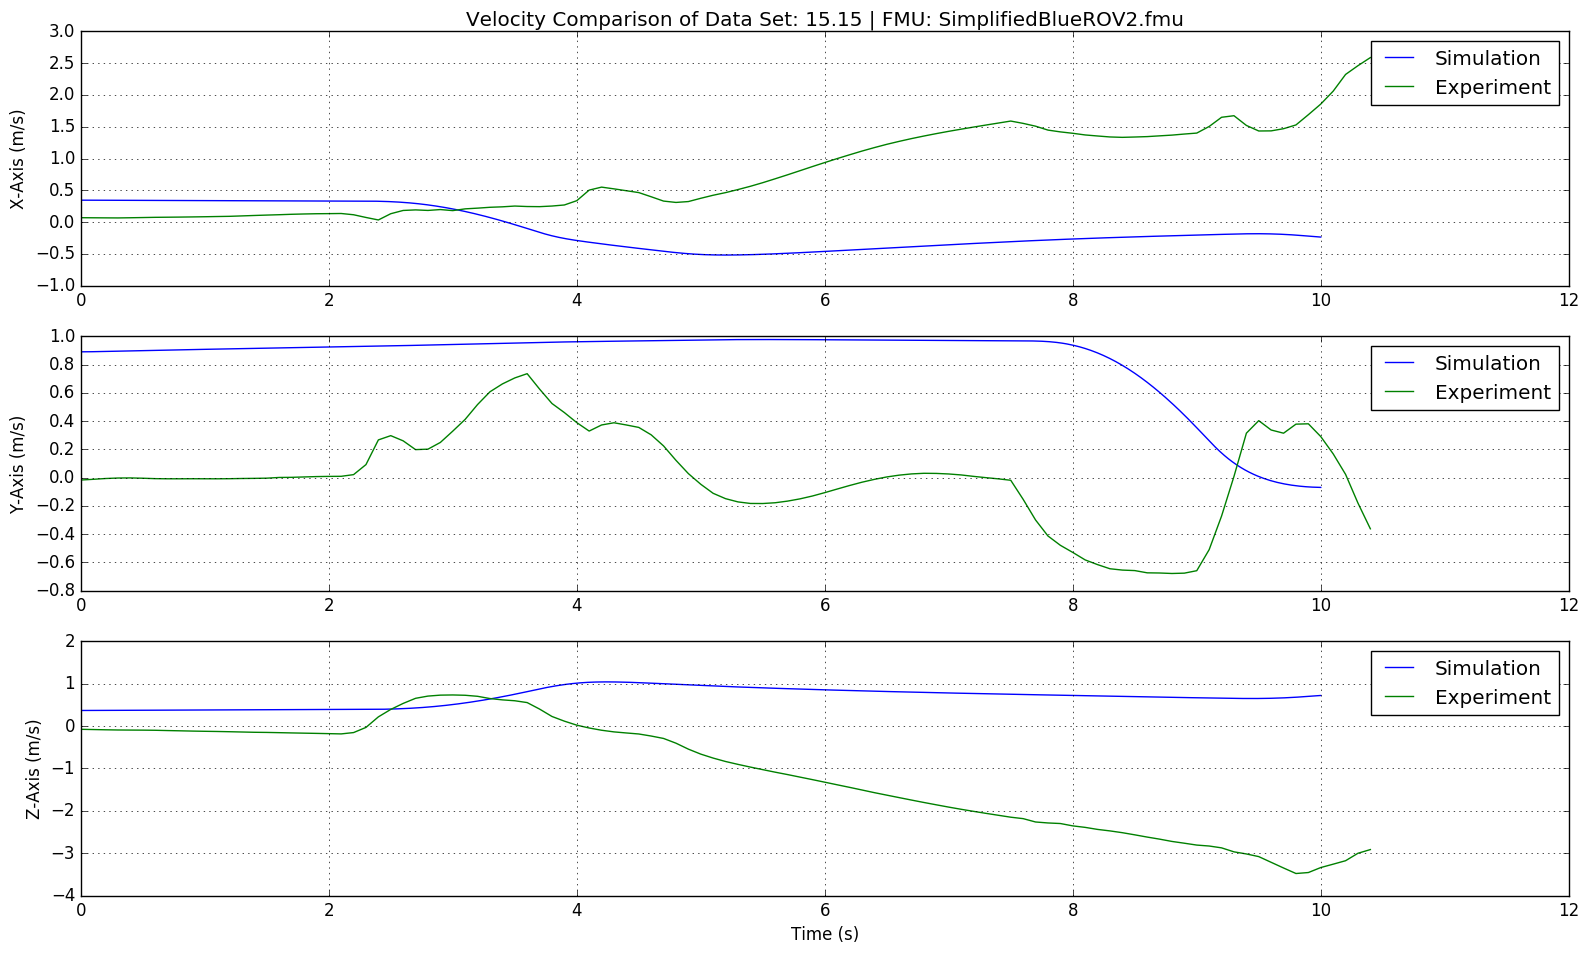 Velocity Comparison of Data Set: 15.15 | FMU: SimplifiedBlueROV2.fmu
3.0
2.5
2.0
1.5
1.0
0.5
0.0
−0.5
−1.0
X-Axis (m/s)
Simulation
Experiment
0 2 4 6 8 10 12
1.0
0.8
0.6
0.4
0.2
0.0
−0.2
−0.4
−0.6
−0.8
Y-Axis (m/s)
Simulation
Experiment
0 2 4 6 8 10 12
2
1
0
−1
−2
−3
−4
Z-Axis (m/s)
Simulation
Experiment
0 2 4 6 8 10 12
Time (s)